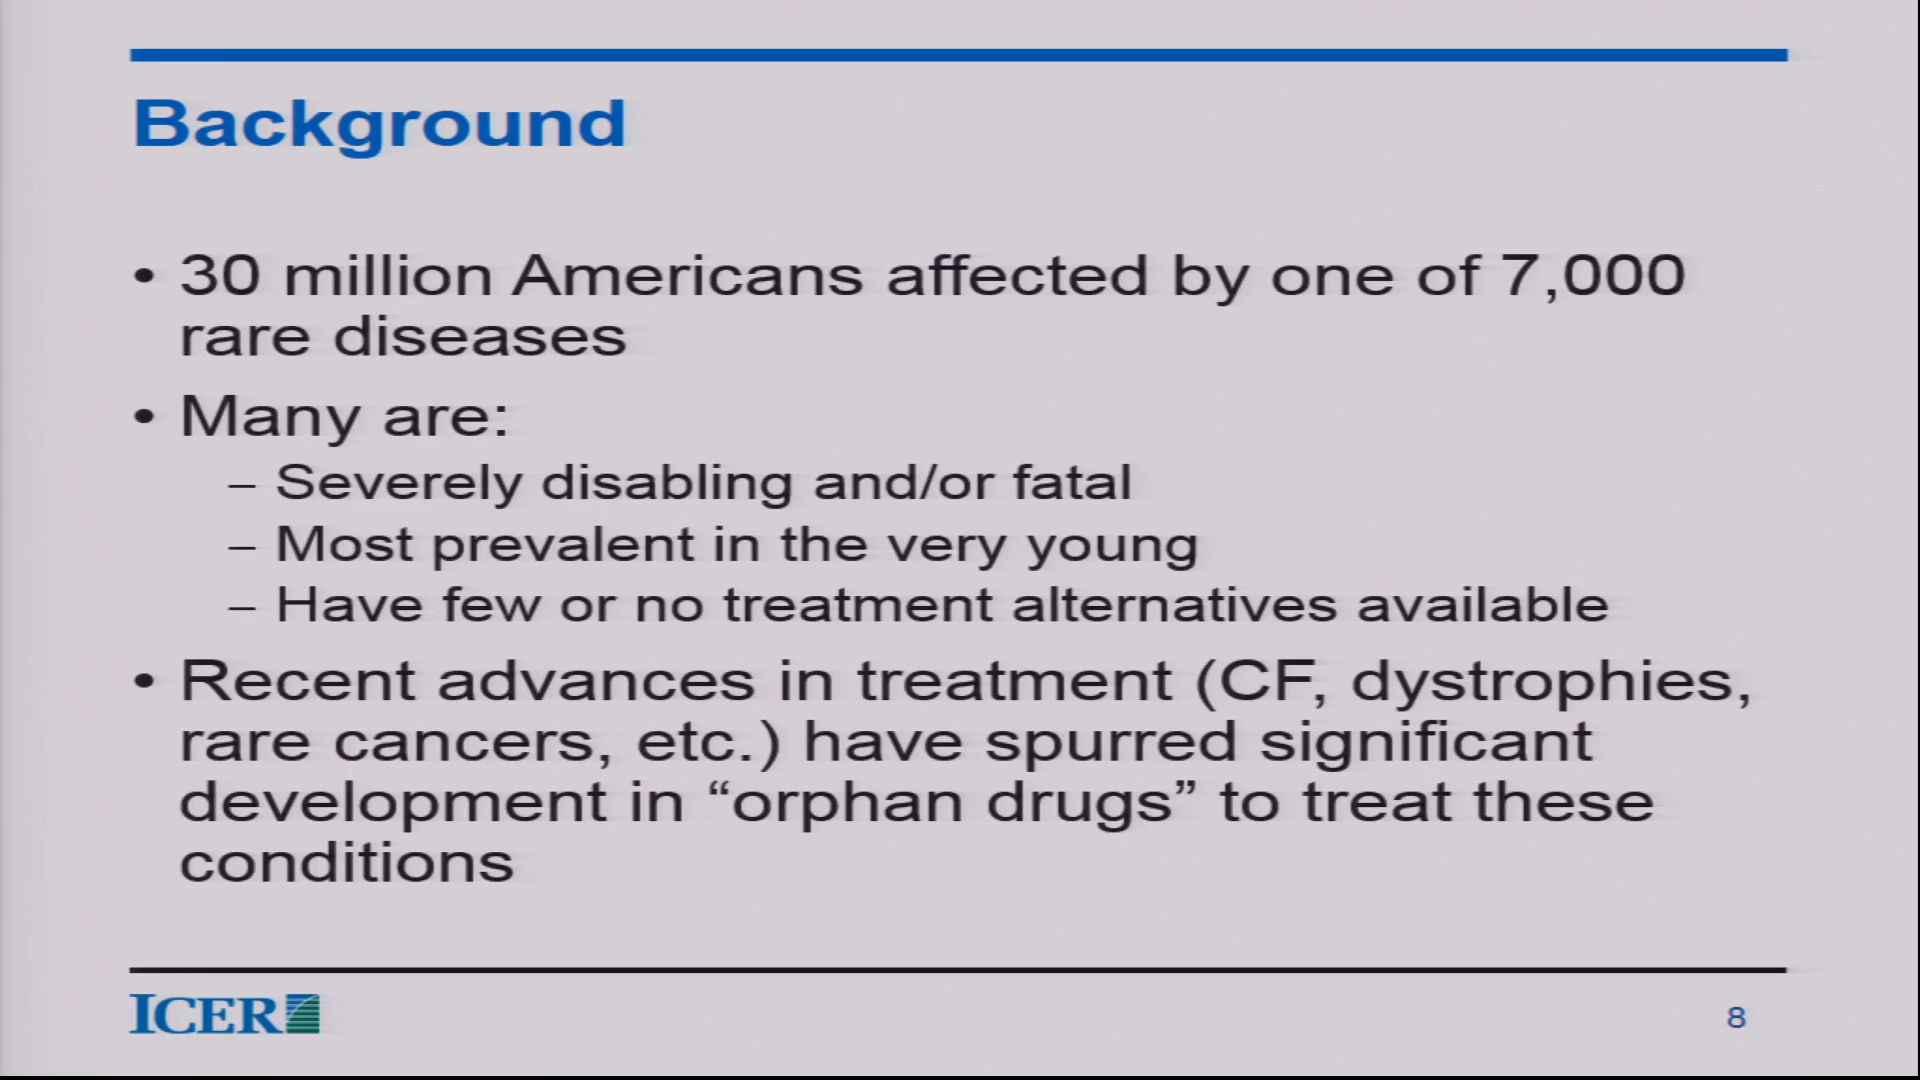 Background
• 30 million Americans affected by one of 7,000
rare diseases
• Many are:
– Severely disabling and/or fatal
– Most prevalent in the very young
– Have few or no treatment alternatives available
• Recent advances in treatment (CF, dystrophies,
rare cancers, etc.) have spurred significant
development in “orphan drugs” to treat these
conditions
ICER
8